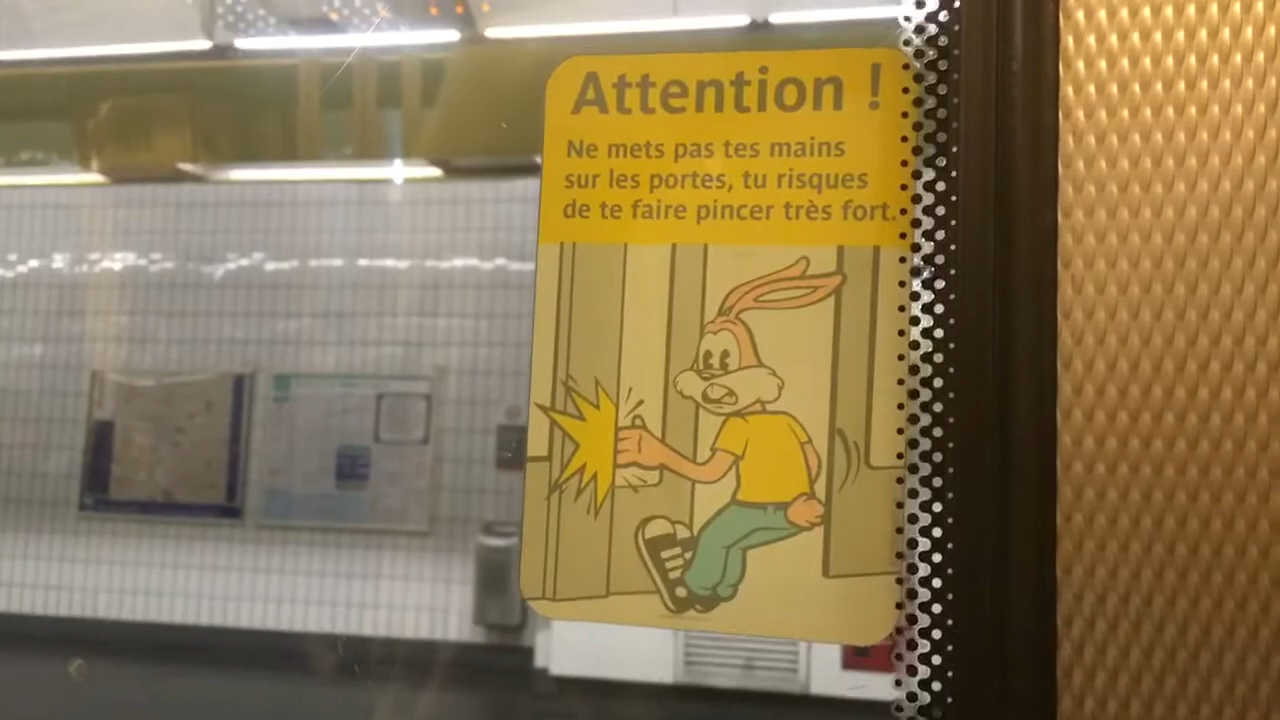 Attention !
Ne mets pas tes mains
sur les portes, tu risques
de te faire pincer très fort.